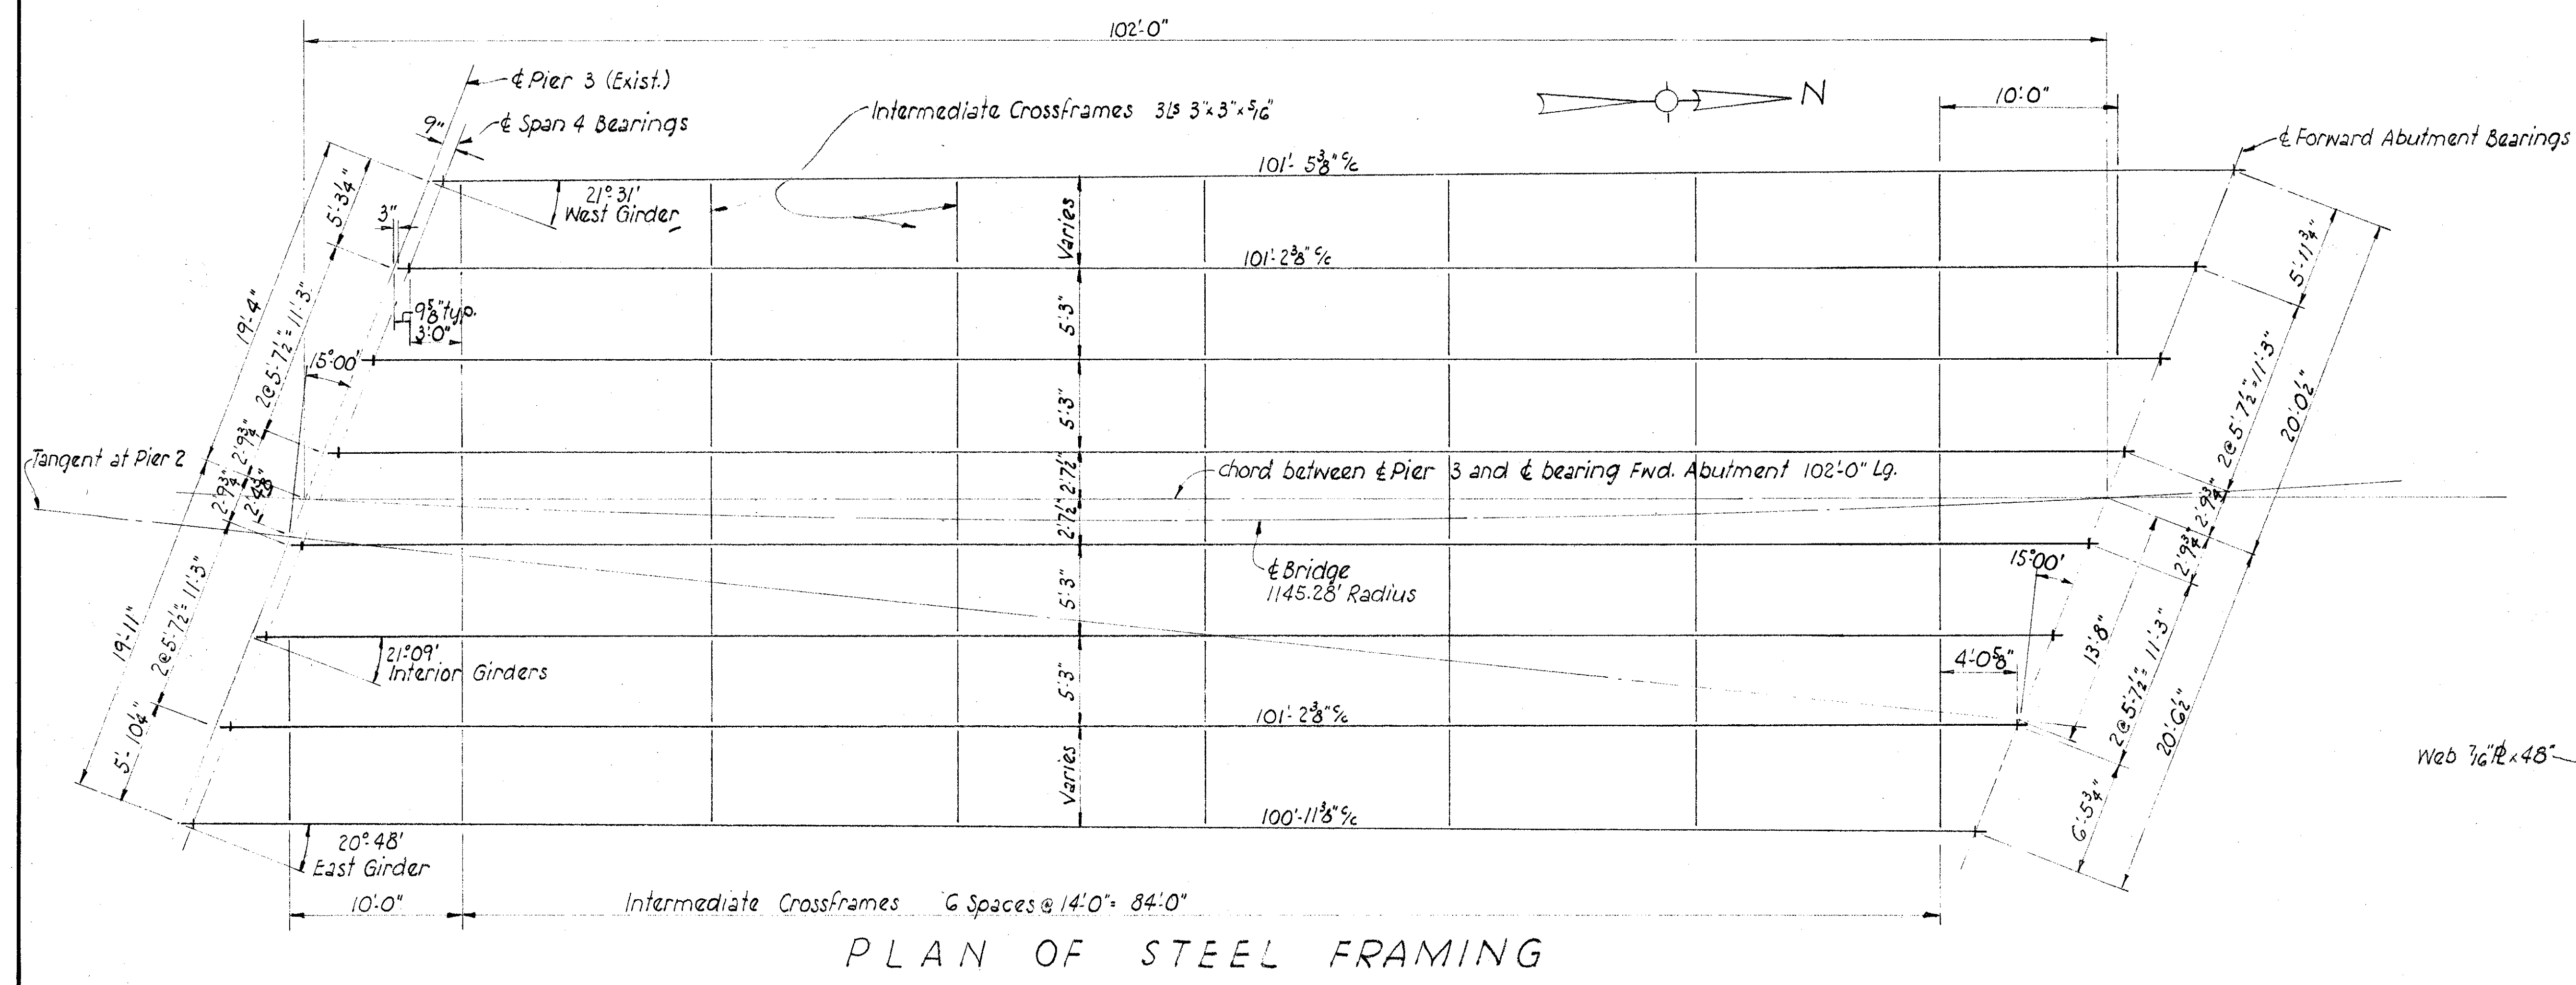 102'-0"
℄ Pier 3 (Exist.)
9"
℄ Span 4 Bearings
Intermediate Crossframes 3Ls 3"x3"x5/16"
N
10'-0"
℄ Forward Abutment Bearings
101'-5 3/8" c/c
21°31'
West Girder
5'-3 1/4"
3"
Varies
101'-2 3/8" c/c
5'-11 3/4"
19'-4"
2@5'-7 1/2"=11'-3"
9 5/8" typ.
3'-0"
5'-3"
15°00'
2@5'-7 1/2"=11'-3"
20'-0 1/2"
5'-3"
2'-9 3/4"
Tangent at Pier 2
2'-9 3/4"
2'-4 3/8"
2'-7 1/2"
2'-7 1/2"
chord between ℄ Pier 3 and ℄ bearing Fwd. Abutment 102'-0" Lg.
2'-9 3/4"
2'-9 3/4"
℄ Bridge
1145.28' Radius
15°00'
5'-3"
19'-11"
2@5'-7 1/2"=11'-3"
21°09'
Interior Girders
5'-3"
4'-0 5/8"
13'-8"
2@5'-7 1/2"=11'-3"
20'-6 1/2"
5'-10 1/4"
101'-2 3/8" c/c
Varies
Web 7/16" ℞ x 48"
6'-5 3/4"
100'-11 3/8" c/c
20°48'
East Girder
10'-0"
Intermediate Crossframes 6 Spaces @ 14'-0" = 84'-0"
PLAN OF STEEL FRAMING